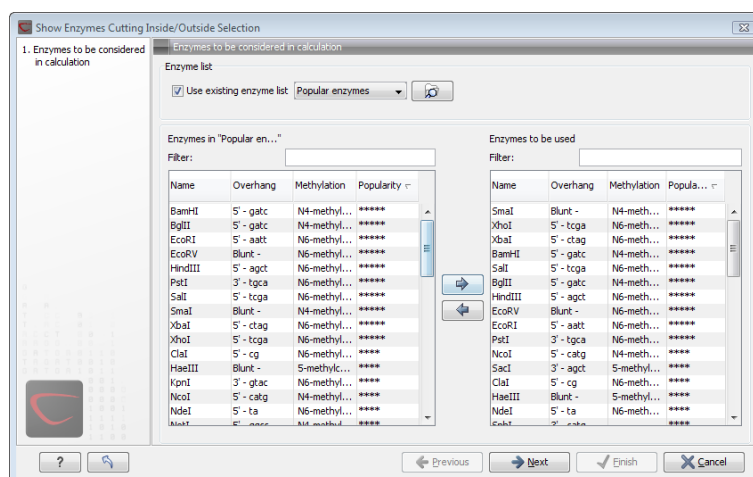 Show Enzymes Cutting Inside/Outside Selection
1. Enzymes to be considered in calculation
Enzymes to be considered in calculation
Enzyme list
Use existing enzyme list Popular enzymes
Enzymes in "Popular en..."
Filter:
Name Overhang Methylation Popularity
BamHI 5' - gatc N4-methyl... *****
BglII 5' - gatc N4-methyl... *****
EcoRI 5' - aatt N6-methyl... *****
EcoRV Blunt - N6-methyl... *****
HindIII 5' - agct N6-methyl... *****
PstI 3' - tgca N6-methyl... *****
SalI 5' - tcga N6-methyl... *****
SmaI Blunt - N4-methyl... *****
XbaI 5' - ctag N6-methyl... *****
XhoI 5' - tcga N6-methyl... *****
ClaI 5' - cg N6-methyl... ****
HaeIII Blunt - 5-methylc... ****
KpnI 3' - gtac N6-methyl... ****
NcoI 5' - catg N4-methyl... ****
NdeI 5' - ta N6-methyl... ****
NotI 5' - ggcc N4-methyl... ****
Enzymes to be used
Filter:
Name Overhang Methylation Popula...
SmaI Blunt - N4-meth... *****
XhoI 5' - tcga N6-meth... *****
XbaI 5' - ctag N6-meth... *****
BamHI 5' - gatc N4-meth... *****
SalI 5' - tcga N6-meth... *****
BglII 5' - gatc N4-meth... *****
HindIII 5' - agct N6-meth... *****
EcoRV Blunt - N6-meth... *****
EcoRI 5' - aatt N6-meth... *****
PstI 3' - tgca N6-meth... *****
NcoI 5' - catg N4-meth... ****
SacI 3' - agct 5-methyl... ****
ClaI 5' - cg N6-meth... ****
HaeIII Blunt - 5-methyl... ****
NdeI 5' - ta N6-meth... ****
SphI 3' - catg ****
? Previous Next Finish Cancel